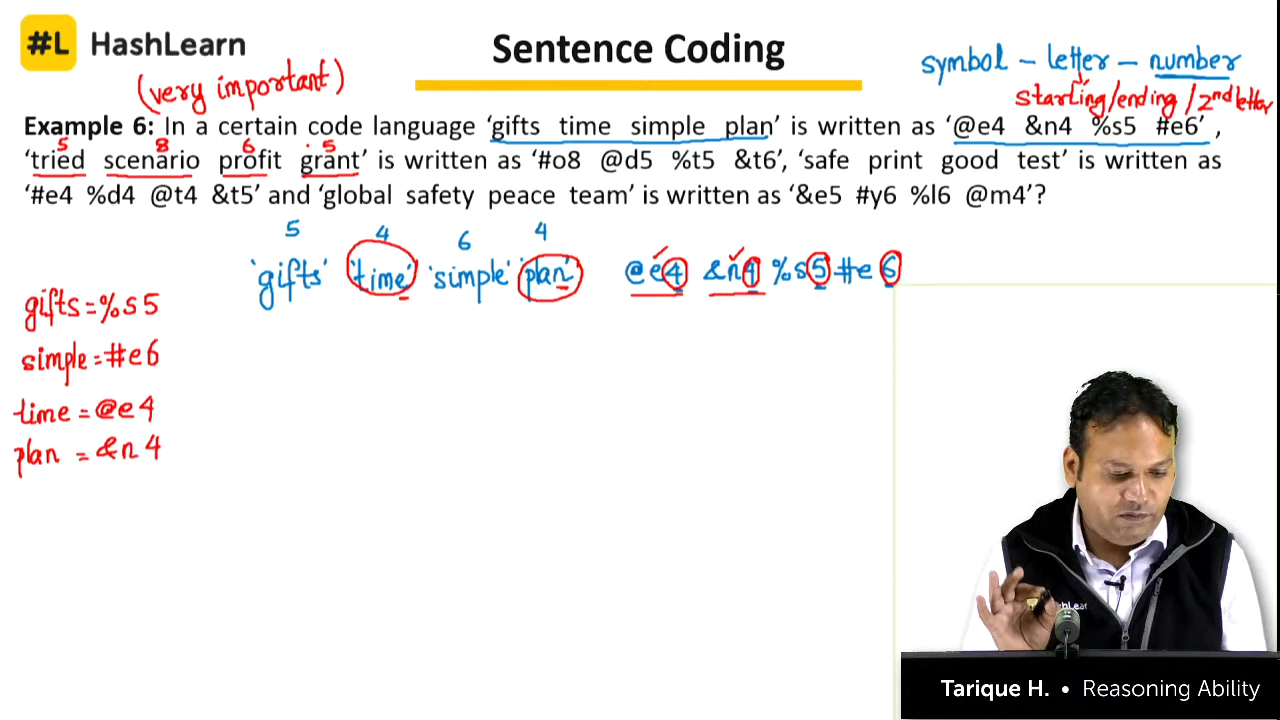 #L HashLearn
Sentence Coding
symbol - letter - number
(very important)
starting/ending/2nd letter
Example 6: In a certain code language ‘gifts time simple plan’ is written as ‘@e4 &n4 %s5 #e6’ ,
5 8 6 5
‘tried scenario profit grant’ is written as ‘#o8 @d5 %t5 &t6’, ‘safe print good test’ is written as
‘#e4 %d4 @t4 &t5’ and ‘global safety peace team’ is written as ‘&e5 #y6 %l6 @m4’?
5 4 6 4
'gifts' 'time' 'simple' 'plan' @e4 &n4 %s5 #e6
gifts = %s5
simple = #e6
time = @e4
plan = &n4
Tarique H. • Reasoning Ability